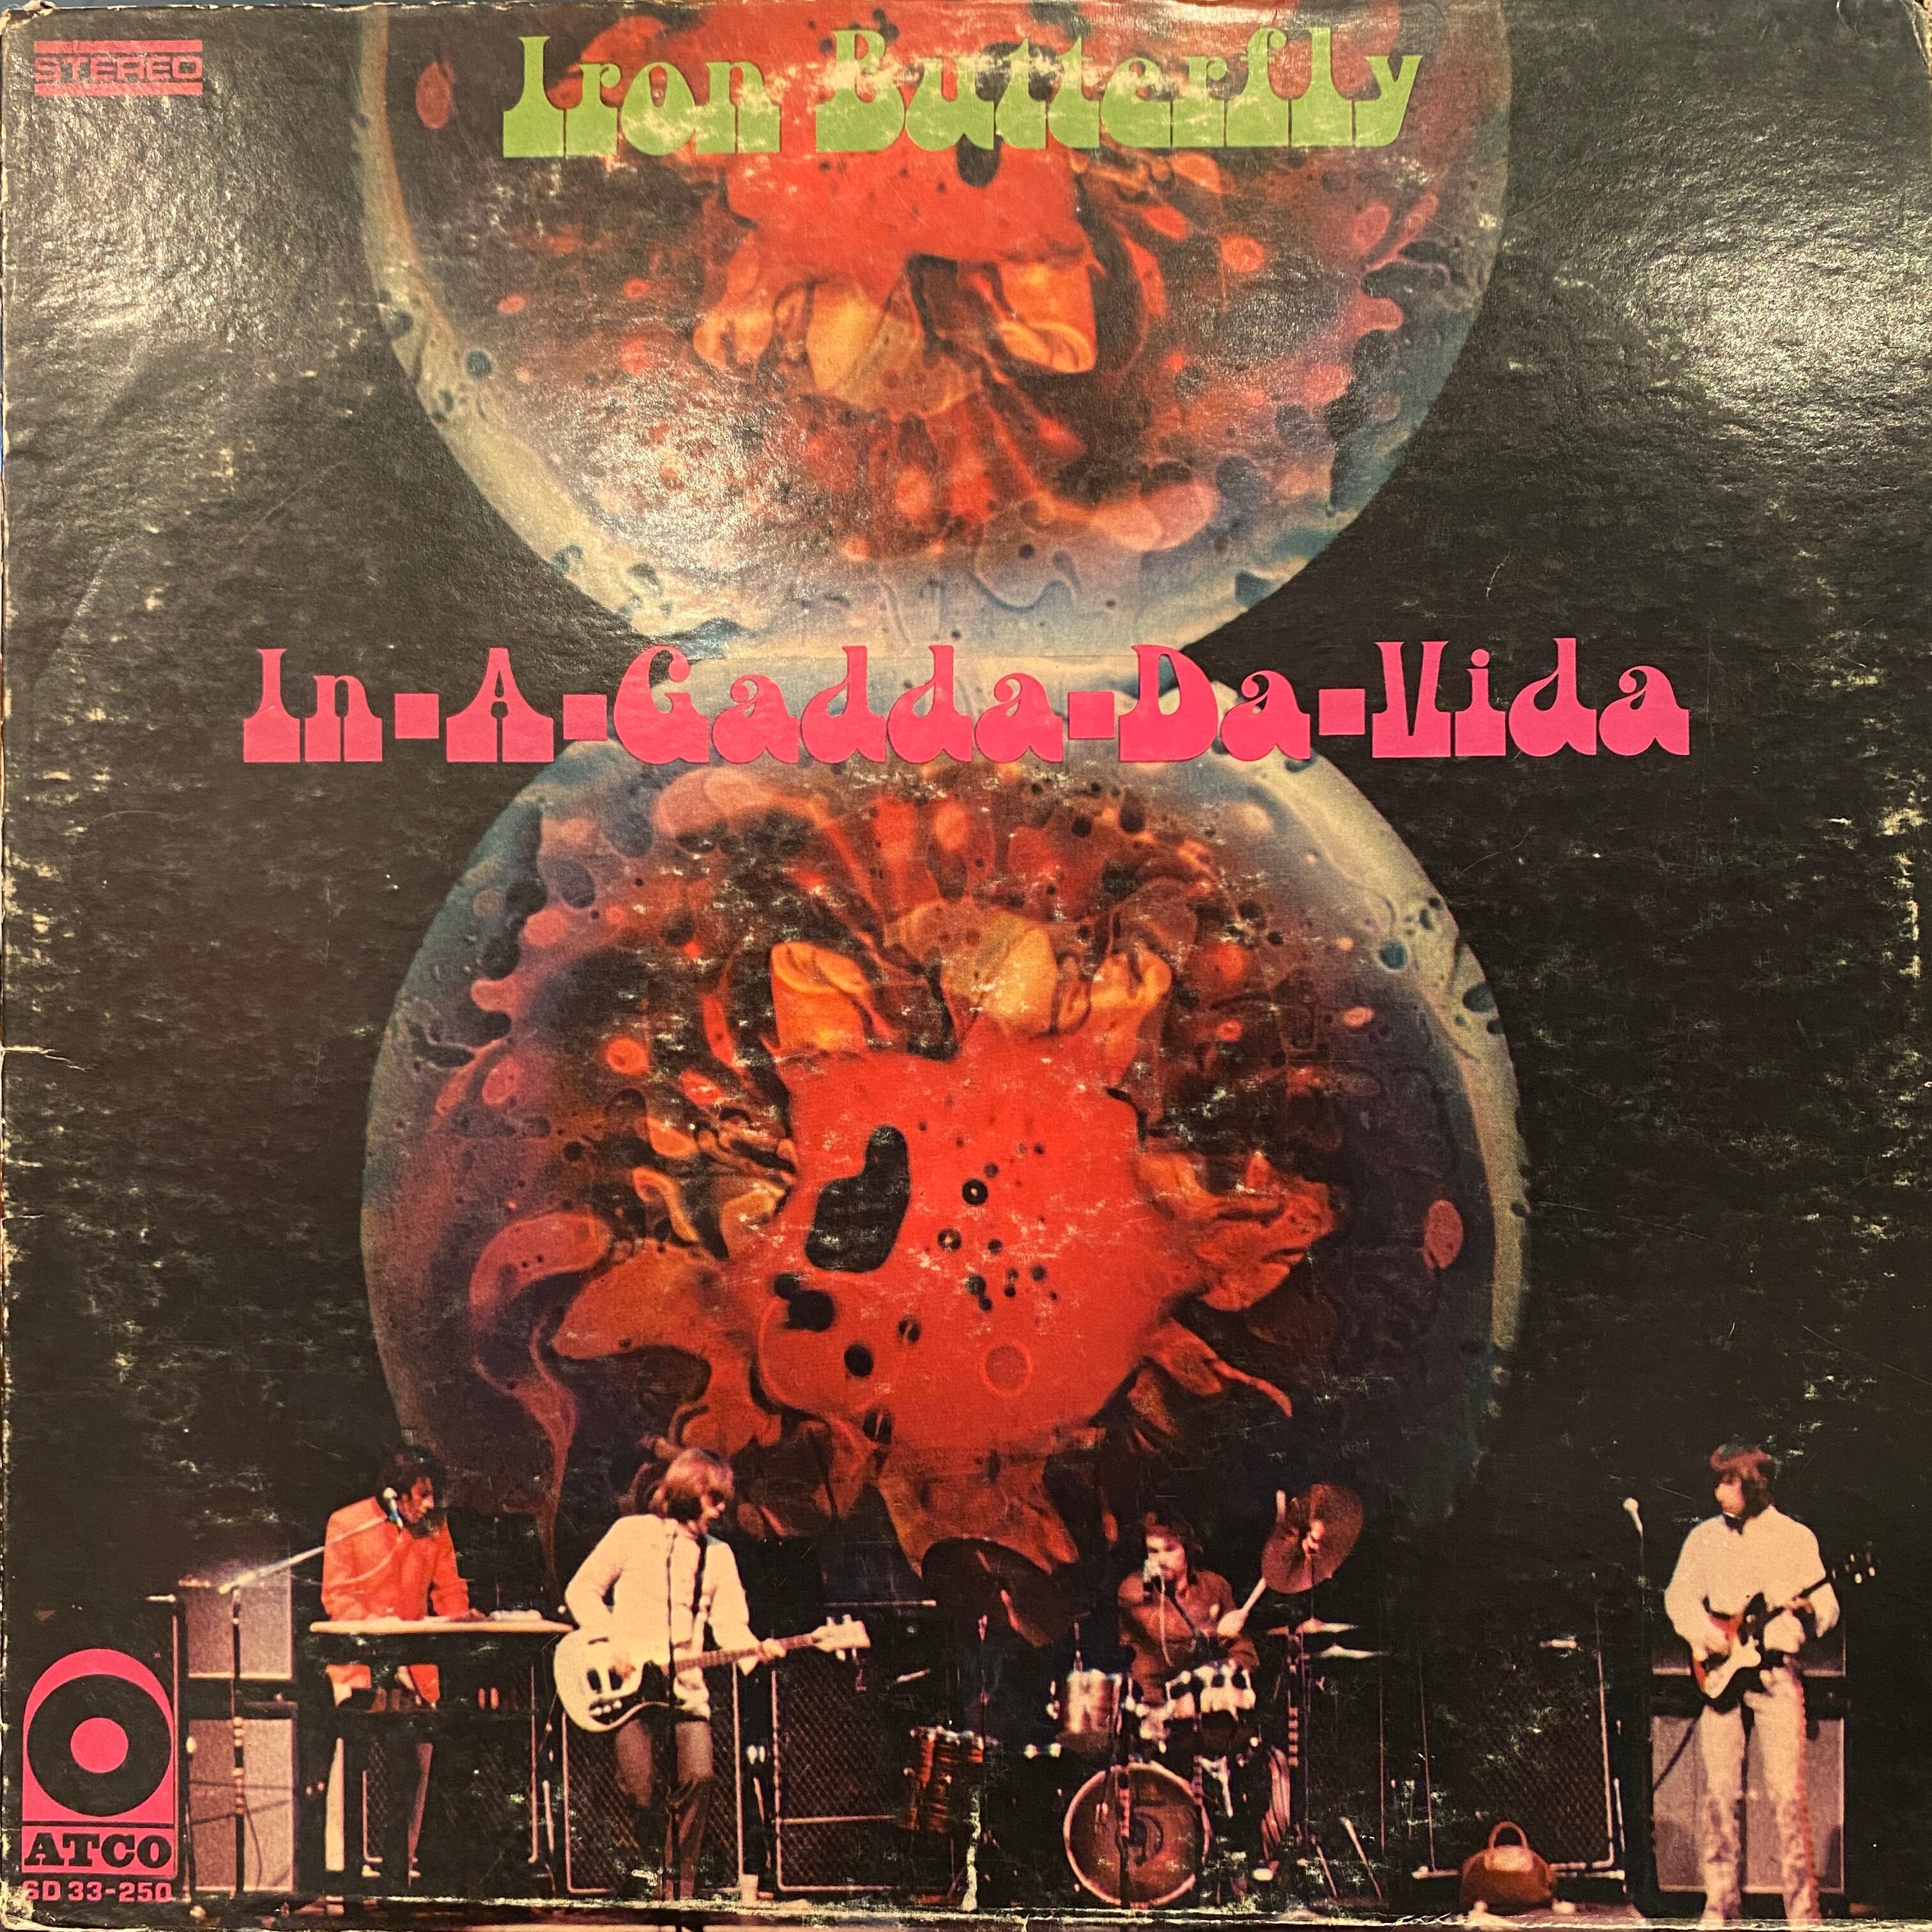 STEREO
Iron Butterfly
In-A-Gadda-Da-Vida
ATCO
SD 33-250